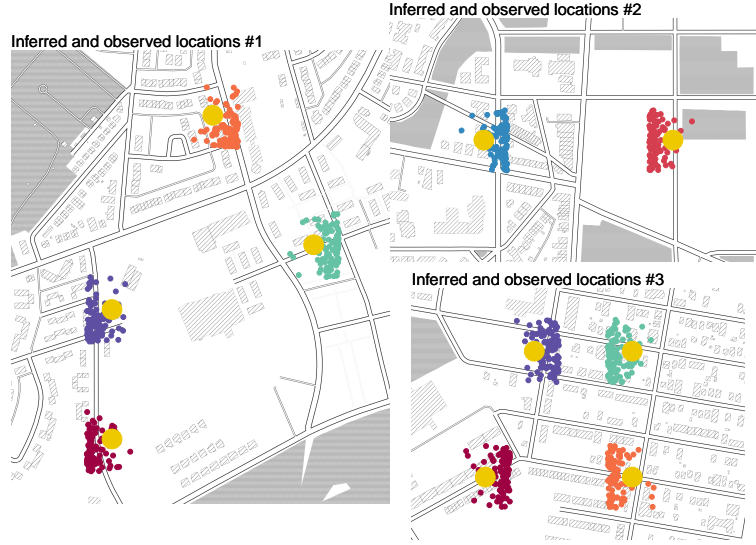 Inferred and observed locations #1
Inferred and observed locations #2
Inferred and observed locations #3